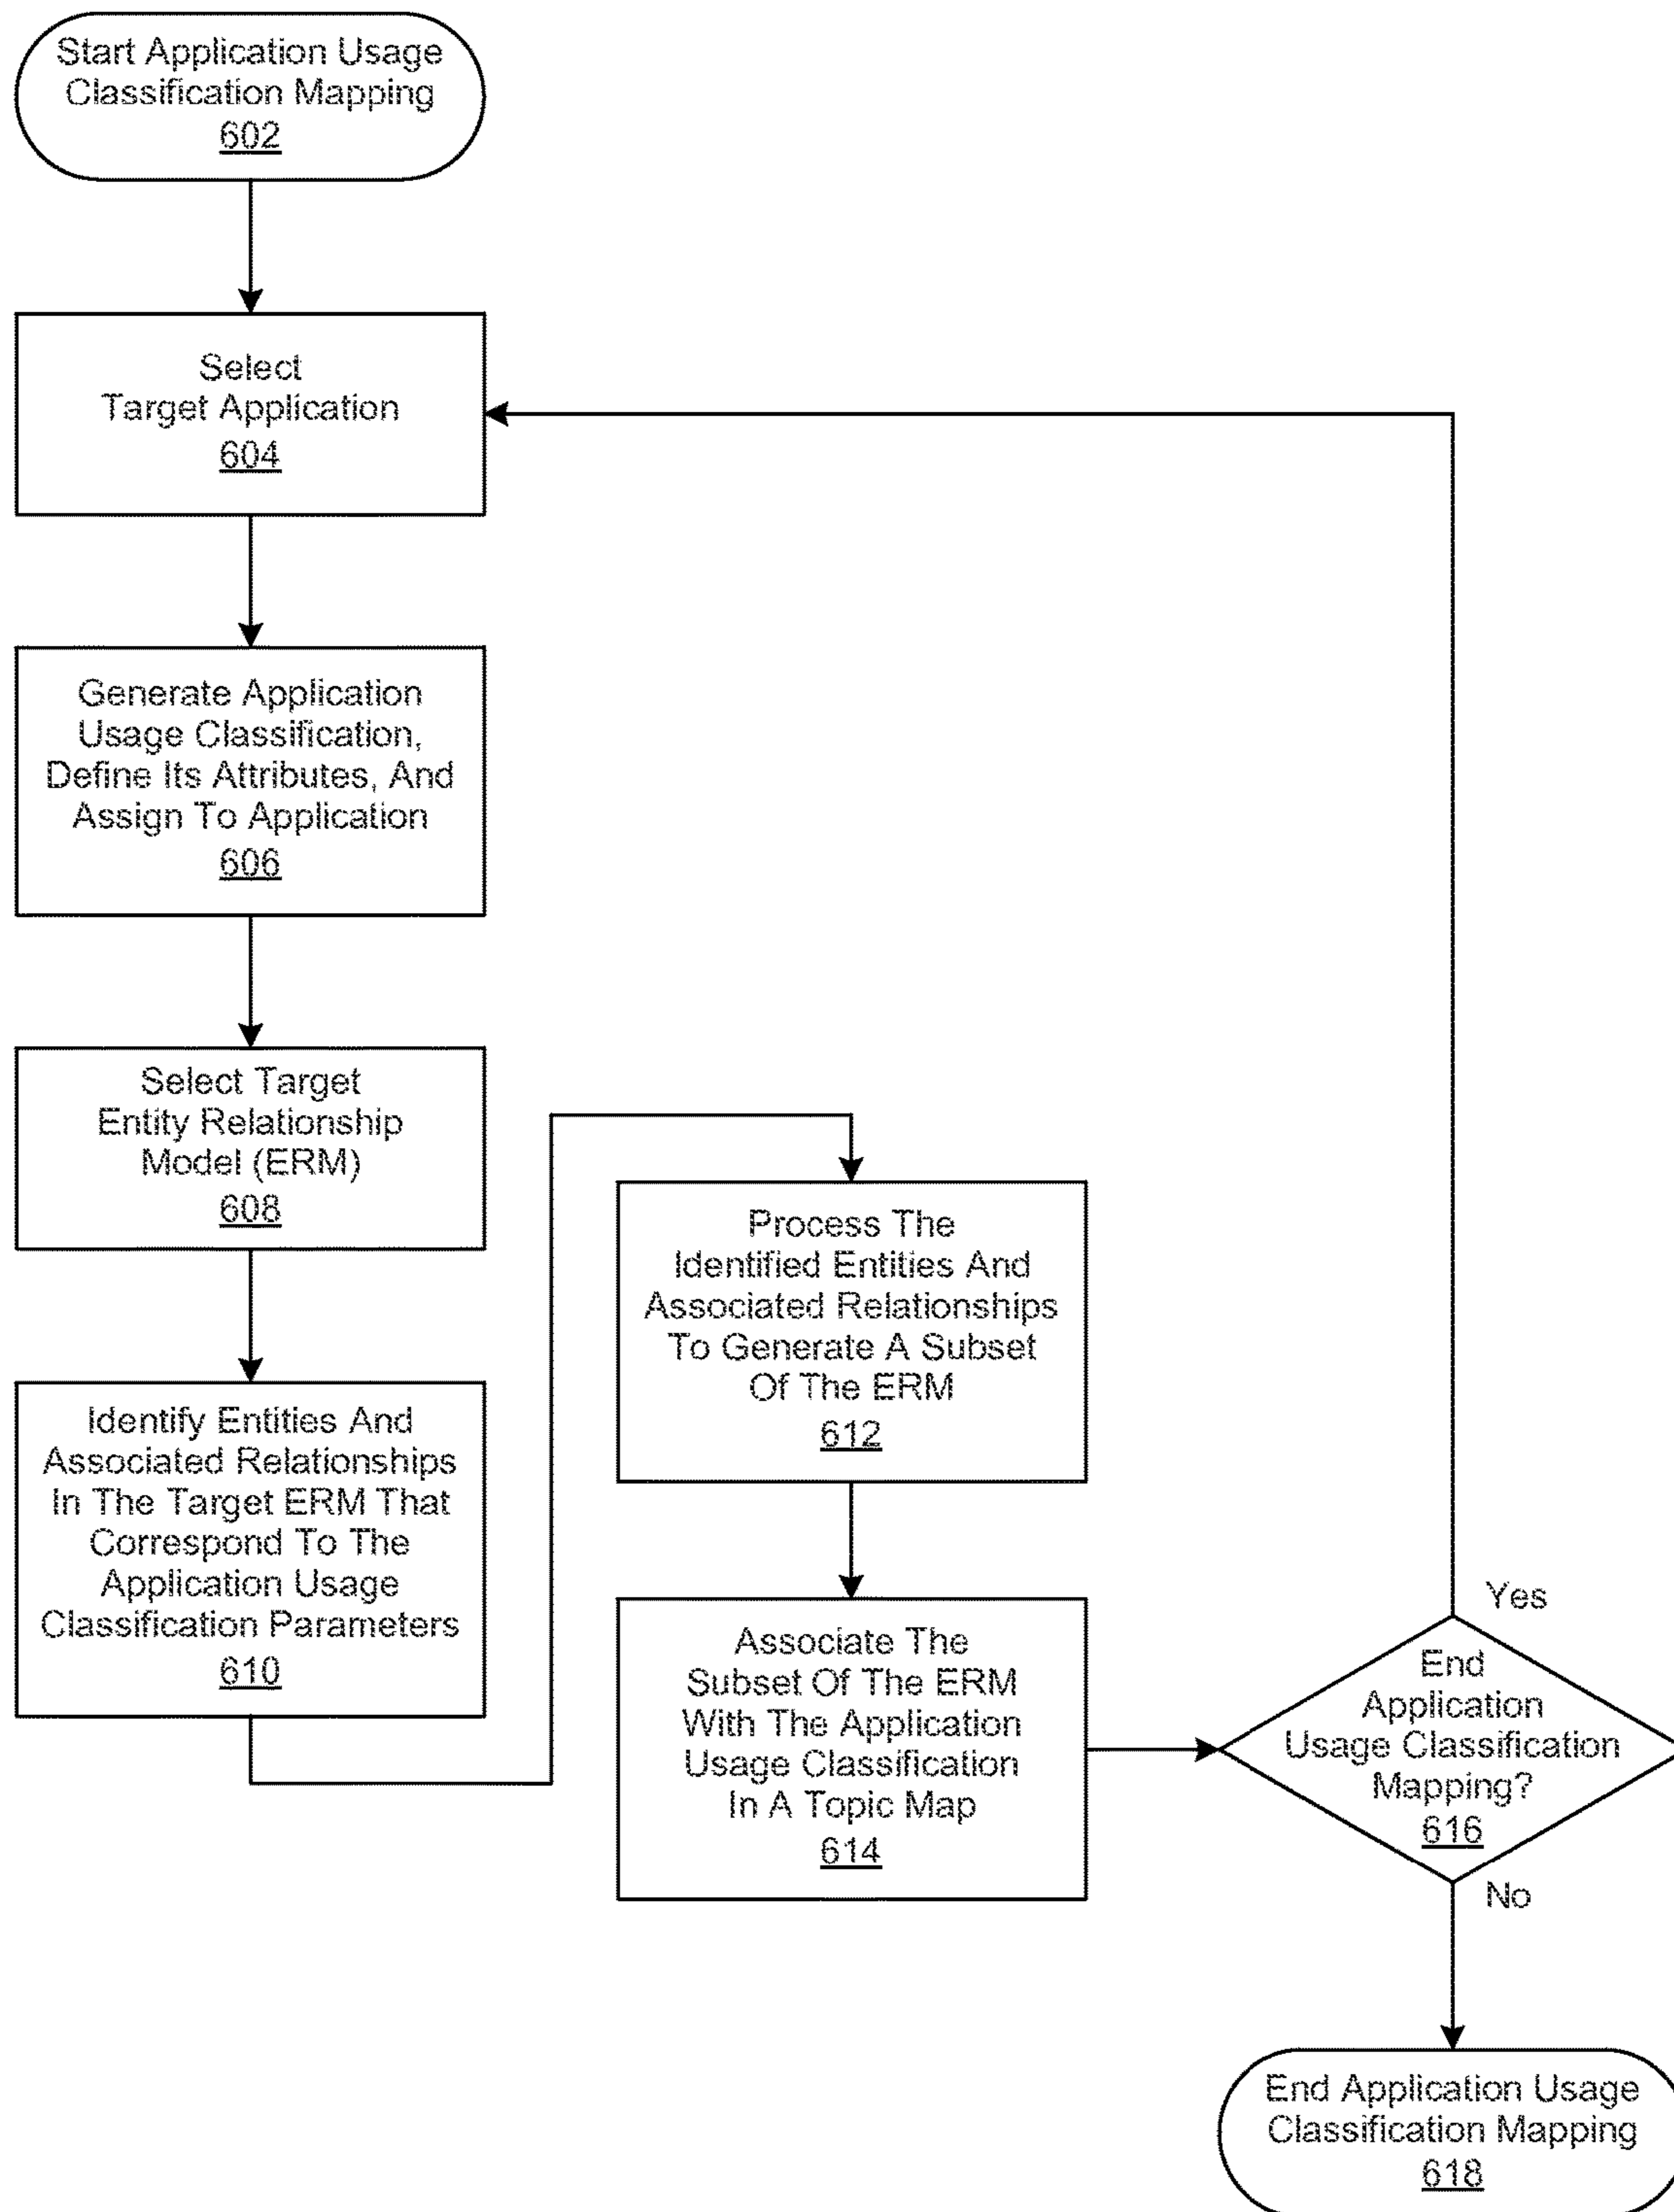 Start Application Usage
Classification Mapping
602
Select
Target Application
604
Generate Application
Usage Classification,
Define Its Attributes, And
Assign To Application
606
Select Target
Entity Relationship
Model (ERM)
608
Identify Entities And
Associated Relationships
In The Target ERM That
Correspond To The
Application Usage
Classification Parameters
610
Process The
Identified Entities And
Associated Relationships
To Generate A Subset
Of The ERM
612
Associate The
Subset Of The ERM
With The Application
Usage Classification
In A Topic Map
614
Yes
End
Application
Usage Classification
Mapping?
616
No
End Application Usage
Classification Mapping
618